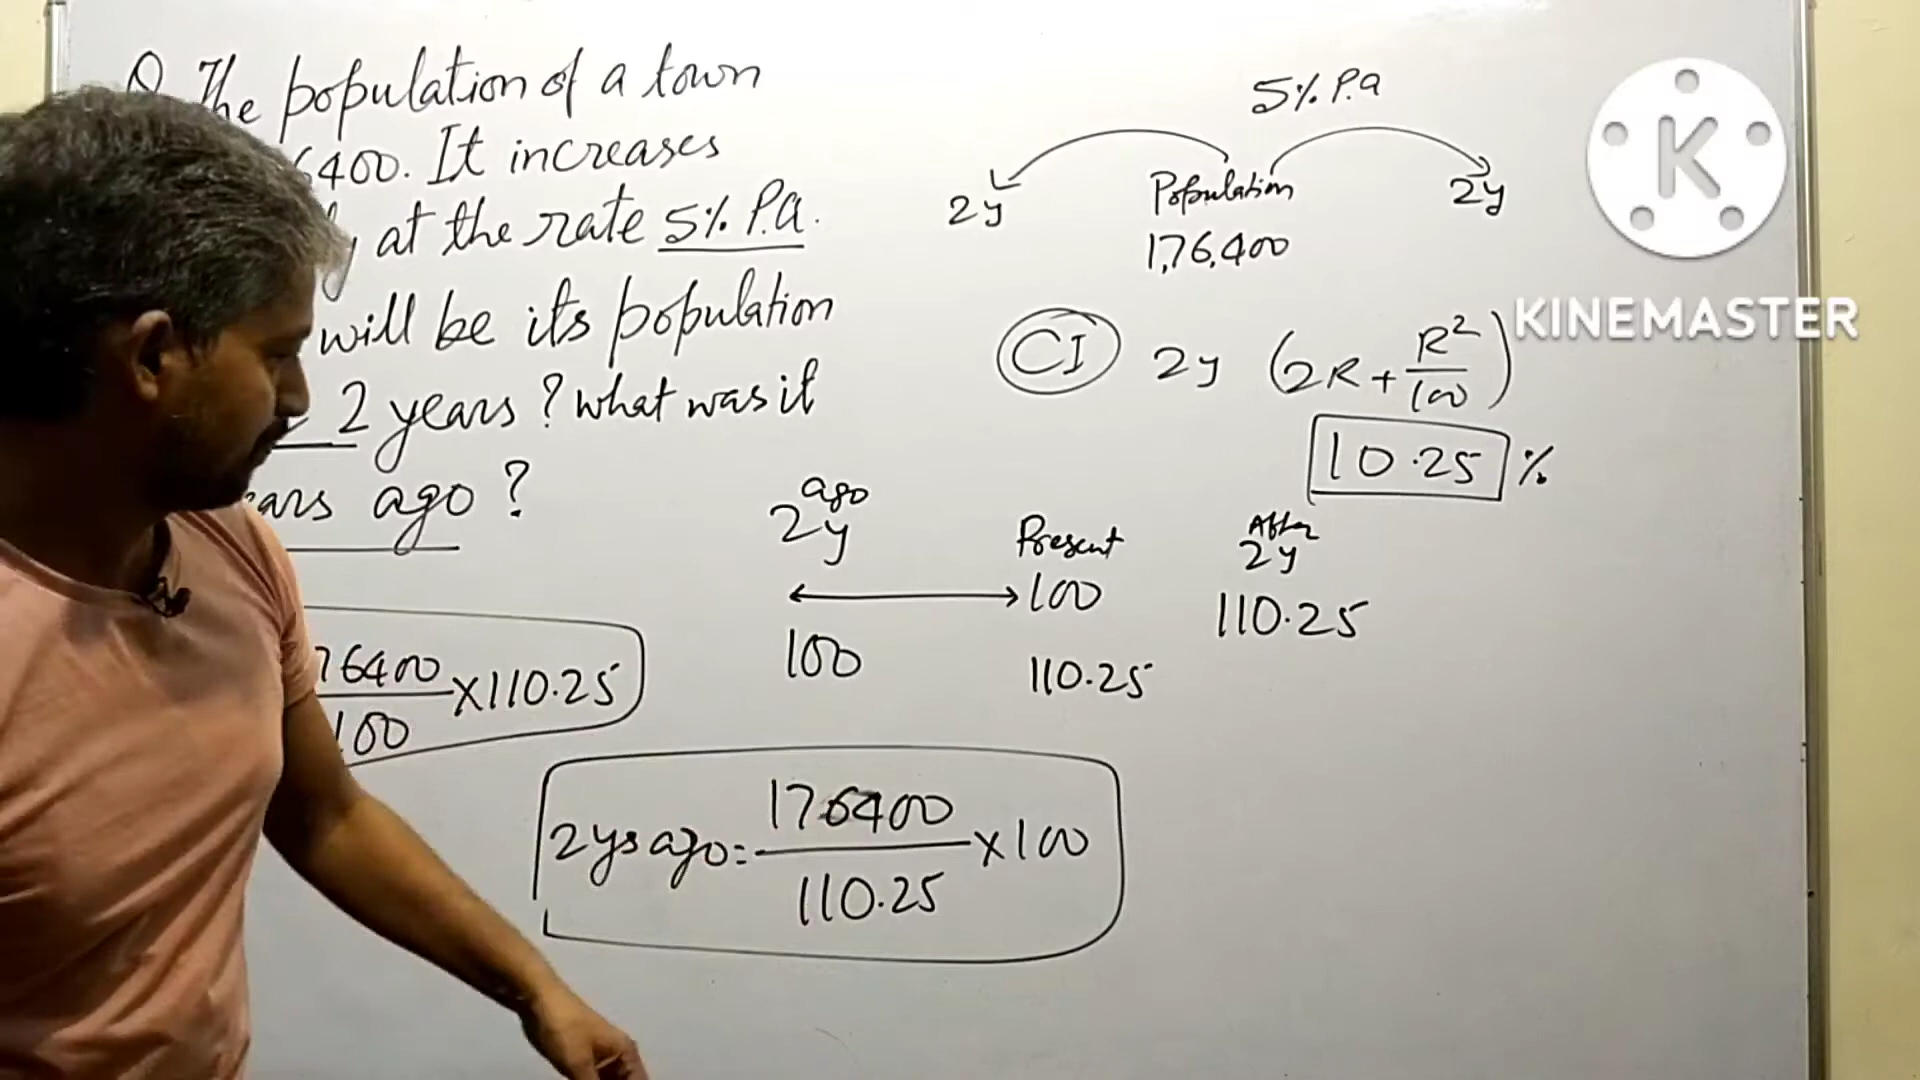 Q The population of a town
6400. It increases
y at the rate 5% P.a.
will be its population
2 years? what was it
ars ago?
76400/100 ×110.25
5% P.a
2y Population 2y
1,76,400
CI 2y (2R+R²/100)
10.25 %
ago
2y Present After 2y
100 110.25
100 110.25
2ys ago= 176400/110.25 ×100
K
KINEMASTER